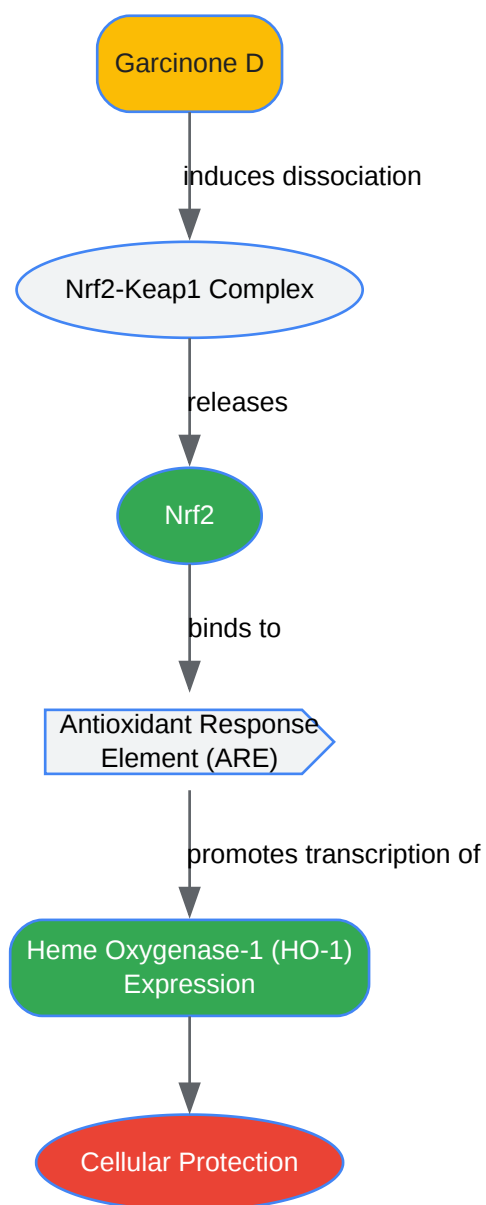 Garcinone D
induces dissociation
Nrf2-Keap1 Complex
releases
Nrf2
binds to
Antioxidant Response
Element (ARE)
promotes transcription of
Heme Oxygenase-1 (HO-1)
Expression
Cellular Protection